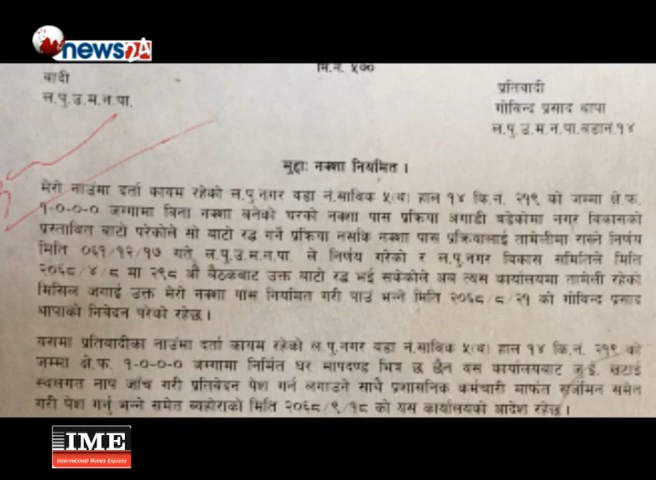 news24
मि.नं. ५७०
वादी
ल.पु.उ.म.न.पा.
प्रतिवादी
गोविन्द प्रसाद थापा
ल.पु.उ.म.न.पा.वडानं.१४
मुद्दाः नक्शा नियमित ।
मेरो नाउंमा दर्ता कायम रहेको ल.पु.नगर वडा नं.साविक ५(ष) हाल १४ कि.नं. २१९ को जम्मा क्षे.फ.
१-०-०-० जग्गामा बिना नक्शा बनेको घरको नक्शा पास प्रक्रिया अगाडी बढेकोमा नगर विकासको
प्रस्तावित बाटो परेकोले सो बाटो रद्ध गर्ने प्रक्रिया नसकि नक्शा पास प्रक्रियालाई तामेलीमा राख्ने निर्णय
मिति ०६१/१२/१७ गते ल.पु.उ.म.न.पा. ले निर्णय गरेको र ल.पु.नगर विकास समितिले मिति
२०६८/४/८ मा २९८ औं बैठकबाट उक्त बाटो रद्ध भई सकेकोले अब त्यस कार्यालयमा तामेली रहेको
मिसिल जगाई उक्त मेरो नक्शा पास नियमित गरी पाउं भन्ने मिति २०६८/८/२१ को गोविन्द प्रसाद
थापाको निवेदन परेको रहेछ ।
यसमा प्रतिवादीका नाउंमा दर्ता कायम रहेको ल.पु.नगर वडा नं.साविक ५(ष) हाल १४ कि.नं. २१९ को
जम्मा क्षे.फ. १-०-०-० जग्गामा निर्मित घर मापदण्ड भित्र छ छैन यस कार्यालयबाट जु.ई. खटाई
स्थलगत नाप जाँच गरी प्रतिवेदन पेश गर्न लगाउने साथै प्रशासनिक कर्मचारी मार्फत सर्जमिन समेत
गरी पेश गर्नु भन्ने समेत ब्यहोराको मिति २०६८/९/१८ को यस कार्यालयको आदेश रहेछ ।
IME
International Money Express